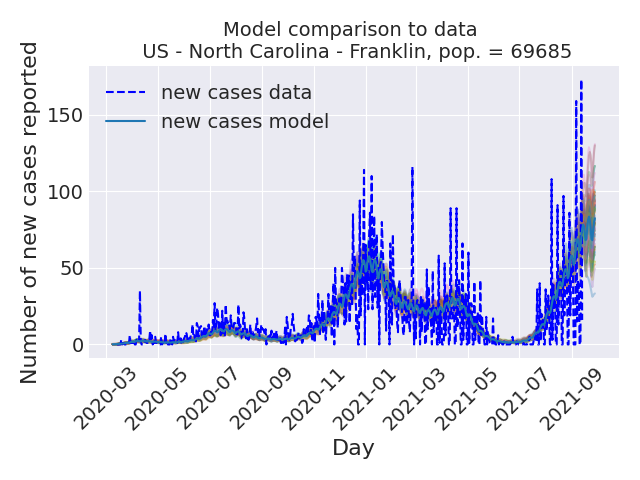 Model comparison to data
US - North Carolina - Franklin, pop. = 69685
new cases data
new cases model
Number of new cases reported
150
100
50
0
2020-03
2020-05
2020-07
2020-09
2020-11
2021-01
2021-03
2021-05
2021-07
2021-09
Day